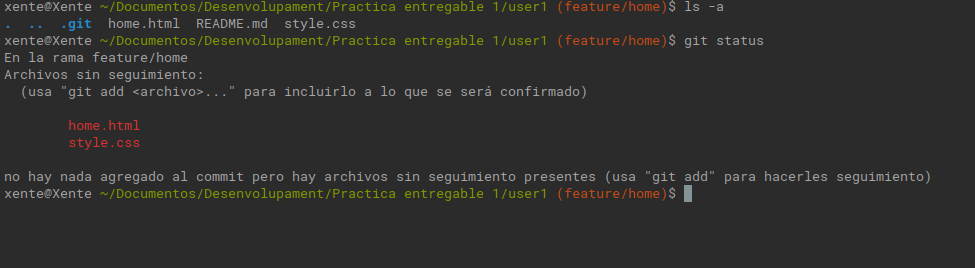 xente@Xente ~/Documentos/Desenvolupament/Practica entregable 1/user1 (feature/home)$ ls -a
.  ..  .git  home.html  README.md  style.css
xente@Xente ~/Documentos/Desenvolupament/Practica entregable 1/user1 (feature/home)$ git status
En la rama feature/home
Archivos sin seguimiento:
  (usa "git add <archivo>..." para incluirlo a lo que se será confirmado)

        home.html
        style.css

no hay nada agregado al commit pero hay archivos sin seguimiento presentes (usa "git add" para hacerles seguimiento)
xente@Xente ~/Documentos/Desenvolupament/Practica entregable 1/user1 (feature/home)$